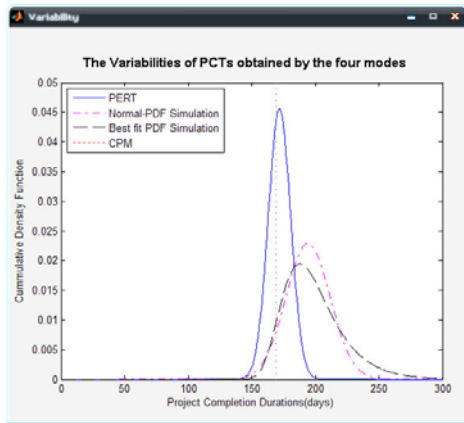 Variability
The Variabilities of PCTs obtained by the four modes
0.05
0.045
0.04
0.035
0.03
0.025
0.02
0.015
0.01
0.005
0
Cummulative Density Function
PERT
Normal-PDF Simulation
Best fit PDF Simulation
CPM
0 50 100 150 200 250 300
Project Completion Durations(days)